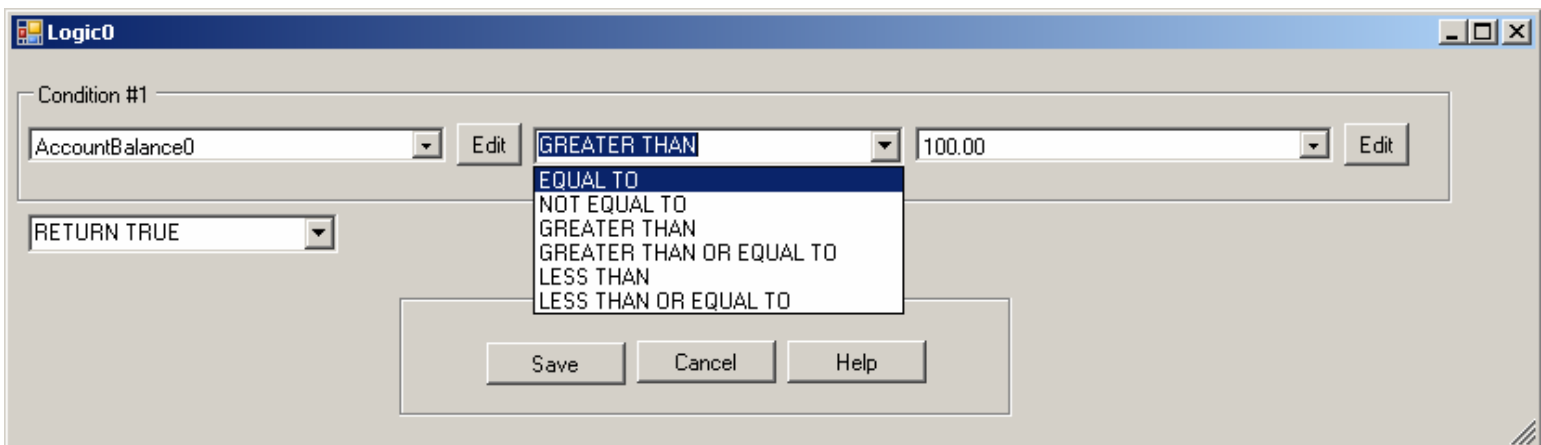 Logic0
Condition #1
AccountBalance0 Edit GREATER THAN 100.00 Edit
EQUAL TO
NOT EQUAL TO
RETURN TRUE GREATER THAN
GREATER THAN OR EQUAL TO
LESS THAN
LESS THAN OR EQUAL TO
Save Cancel Help